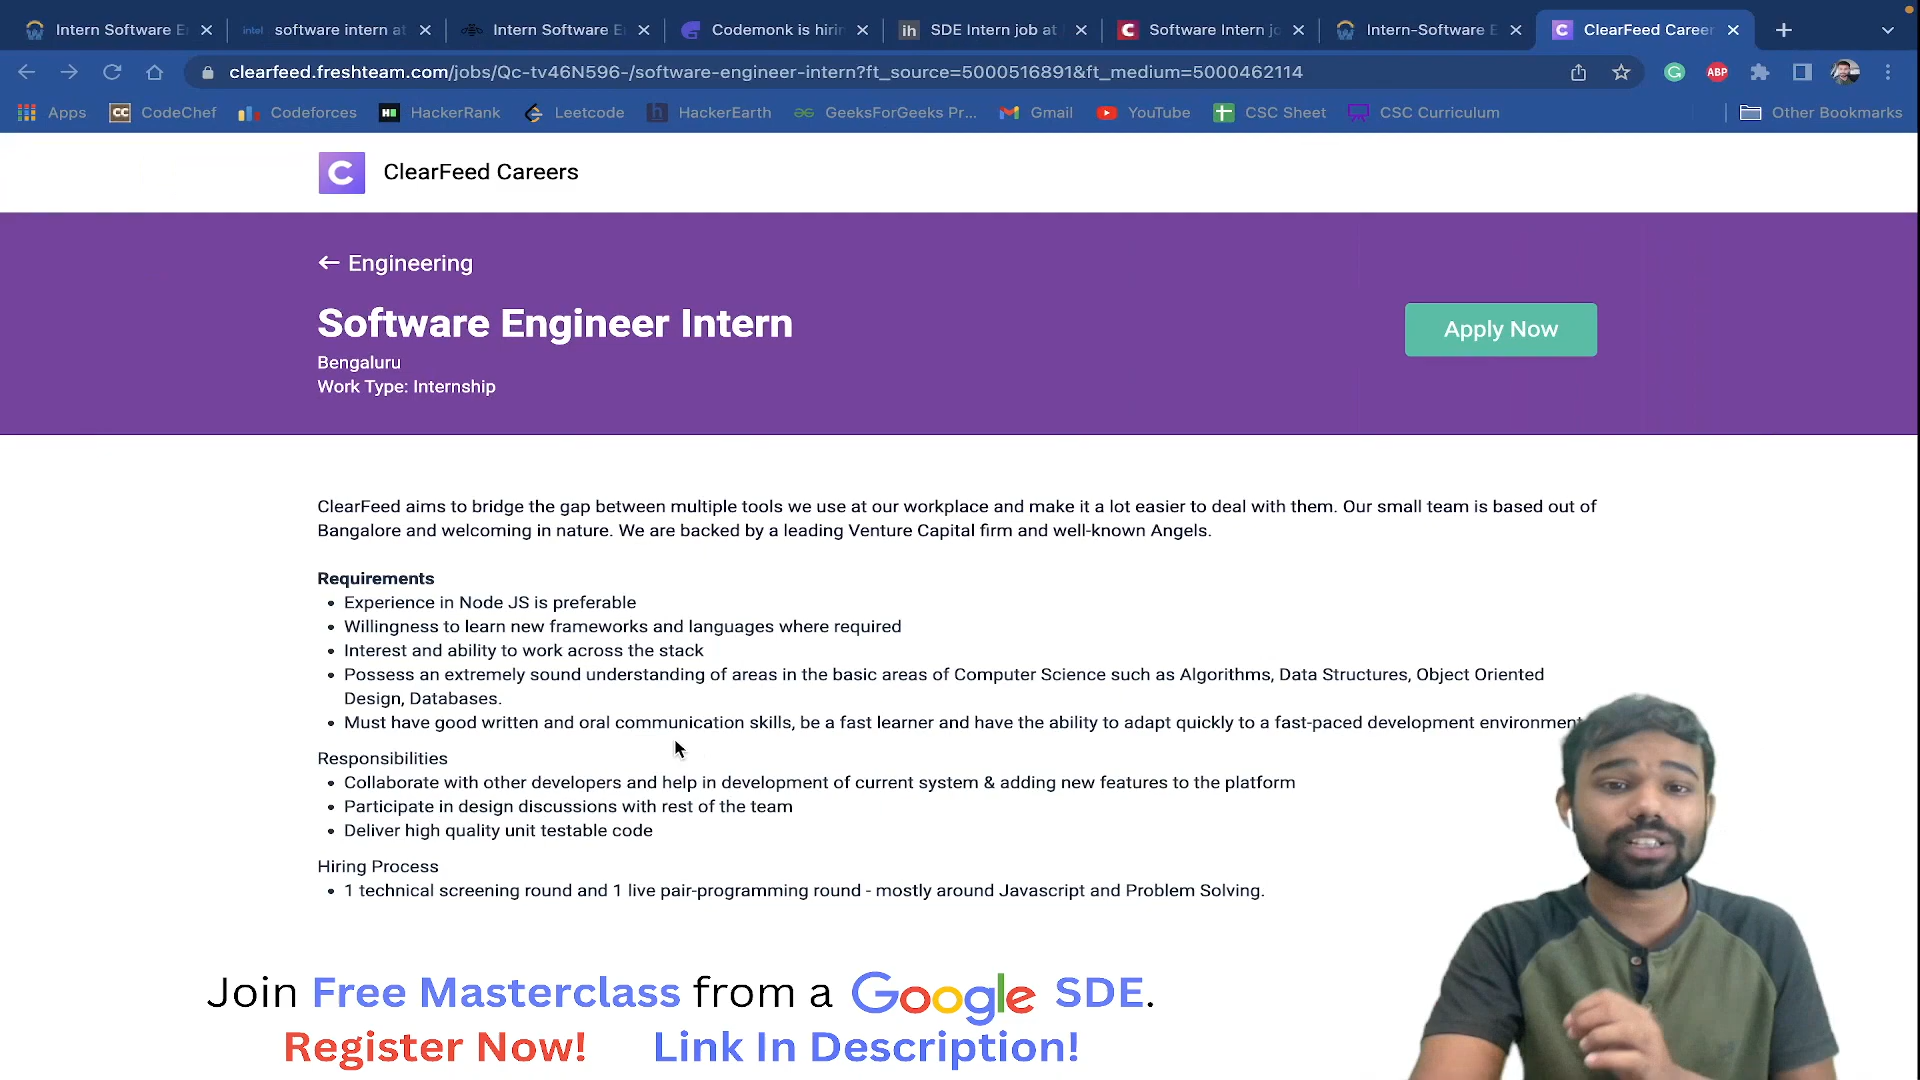 Intern Software E
intel software intern at
Intern Software E
Codemonk is hirin
ih SDE Intern job at
C Software Intern jo
Intern-Software E
C ClearFeed Career
clearfeed.freshteam.com/jobs/Qc-tv46N596-/software-engineer-intern?ft_source=5000516891&ft_medium=5000462114
ABP
Apps
CC CodeChef
Codeforces
H HackerRank
Leetcode
h HackerEarth
GeeksForGeeks Pr...
Gmail
YouTube
CSC Sheet
CSC Curriculum
Other Bookmarks
C ClearFeed Careers
← Engineering
Software Engineer Intern
Bengaluru
Work Type: Internship
Apply Now
ClearFeed aims to bridge the gap between multiple tools we use at our workplace and make it a lot easier to deal with them. Our small team is based out of
Bangalore and welcoming in nature. We are backed by a leading Venture Capital firm and well-known Angels.
Requirements
• Experience in Node JS is preferable
• Willingness to learn new frameworks and languages where required
• Interest and ability to work across the stack
• Possess an extremely sound understanding of areas in the basic areas of Computer Science such as Algorithms, Data Structures, Object Oriented
Design, Databases.
• Must have good written and oral communication skills, be a fast learner and have the ability to adapt quickly to a fast-paced development environment
Responsibilities
• Collaborate with other developers and help in development of current system & adding new features to the platform
• Participate in design discussions with rest of the team
• Deliver high quality unit testable code
Hiring Process
• 1 technical screening round and 1 live pair-programming round - mostly around Javascript and Problem Solving.
Join Free Masterclass from a Google SDE.
Register Now! Link In Description!